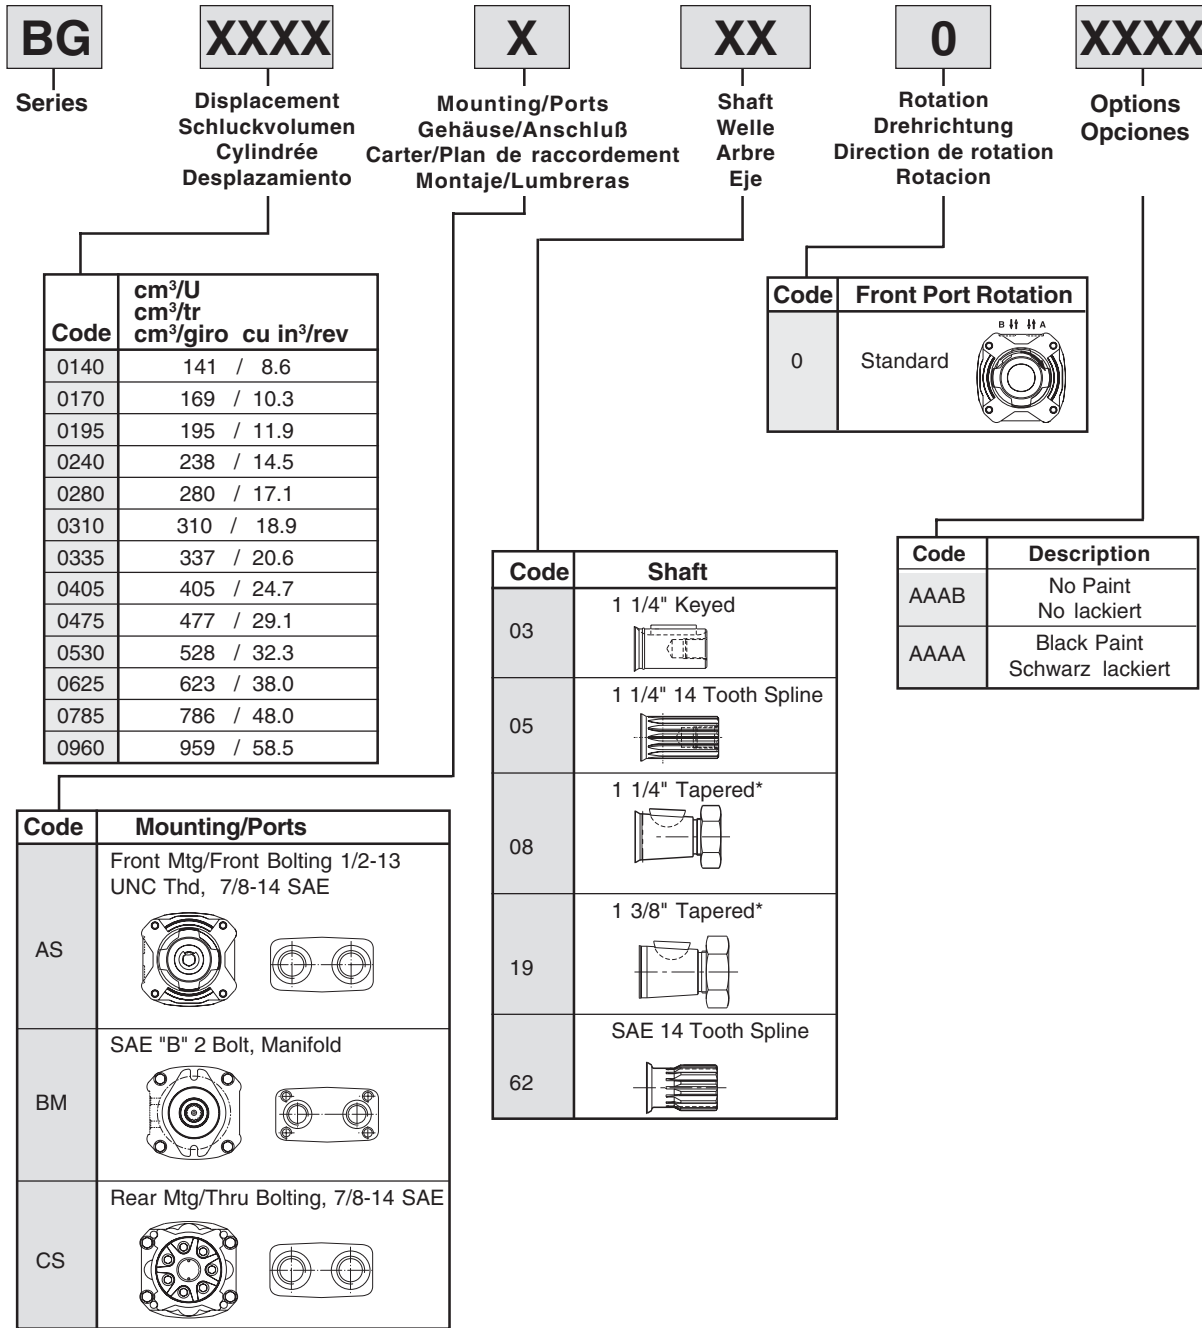 BG XXXX X XX 0 XXXX
Series
Displacement
Schluckvolumen
Cylindrée
Desplazamiento
Mounting/Ports
Gehäuse/Anschluß
Carter/Plan de raccordement
Montaje/Lumbreras
Shaft
Welle
Arbre
Eje
Rotation
Drehrichtung
Direction de rotation
Rotacion
Options
Opciones
cm³/U
cm³/tr
Code cm³/giro cu in³/rev
0140 141 / 8.6
0170 169 / 10.3
0195 195 / 11.9
0240 238 / 14.5
0280 280 / 17.1
0310 310 / 18.9
0335 337 / 20.6
0405 405 / 24.7
0475 477 / 29.1
0530 528 / 32.3
0625 623 / 38.0
0785 786 / 48.0
0960 959 / 58.5
Code Front Port Rotation
B A
0 Standard
Code Description
AAAB No Paint
No lackiert
AAAA Black Paint
Schwarz lackiert
Code Shaft
1 1/4" Keyed
03
1 1/4" 14 Tooth Spline
05
1 1/4" Tapered*
08
1 3/8" Tapered*
19
SAE 14 Tooth Spline
62
Code Mounting/Ports
Front Mtg/Front Bolting 1/2-13
UNC Thd, 7/8-14 SAE
AS
SAE "B" 2 Bolt, Manifold
BM
Rear Mtg/Thru Bolting, 7/8-14 SAE
CS